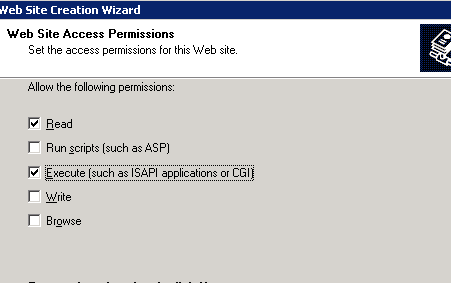 Web Site Creation Wizard
Web Site Access Permissions
Set the access permissions for this Web site.
Allow the following permissions:
Read
Run scripts (such as ASP)
Execute (such as ISAPI applications or CGI)
Write
Browse